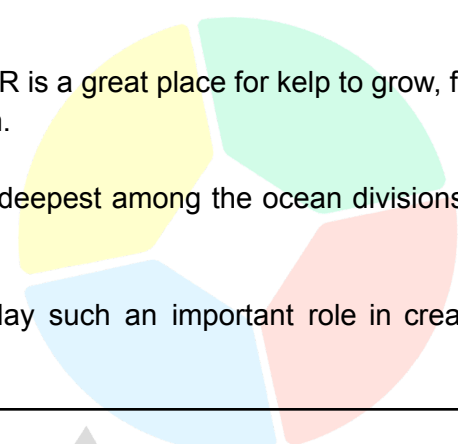 R is a great place for kelp to grow, f
.
deepest among the ocean divisions
lay such an important role in crea